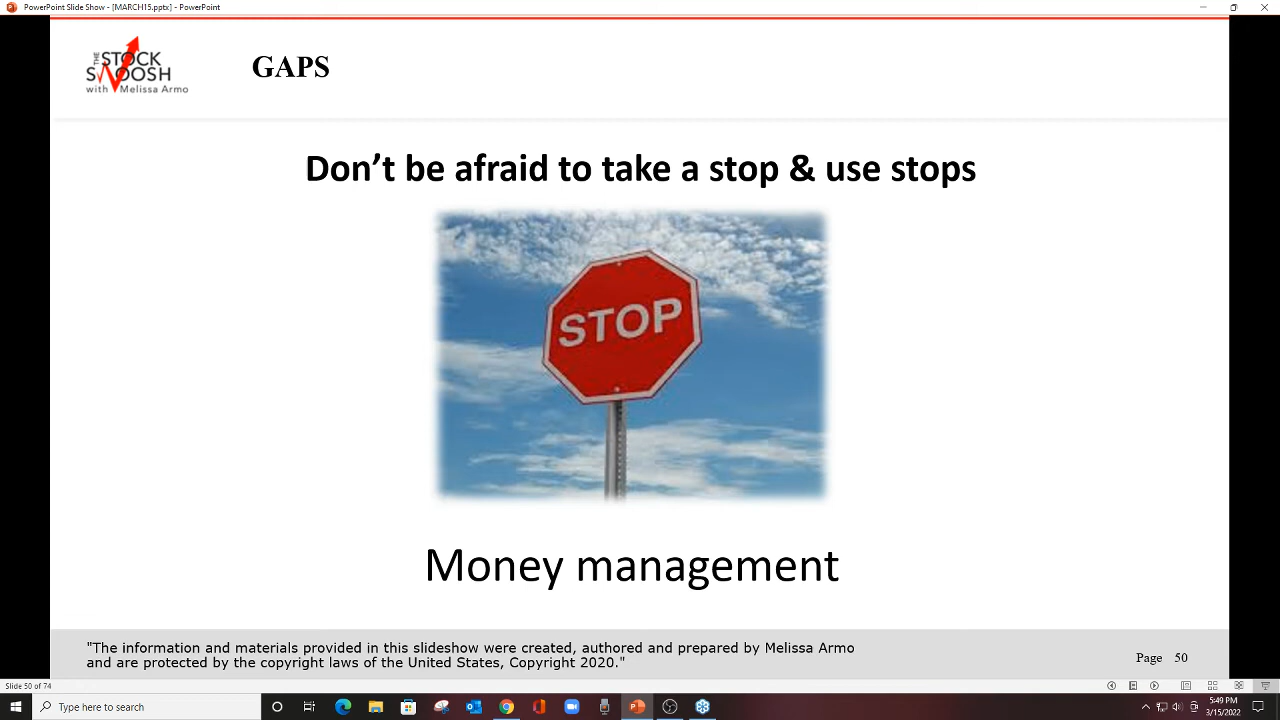 PowerPoint Slide Show - [MARCH15.pptx] - PowerPoint
THE STOCK
SWOOSH
with Melissa Armo
GAPS
Don’t be afraid to take a stop & use stops
STOP
Money management
"The information and materials provided in this slideshow were created, authored and prepared by Melissa Armo
and are protected by the copyright laws of the United States, Copyright 2020."
Page 50
Slide 50 of 74
Type here to search
5:49 PM
3/15/2022